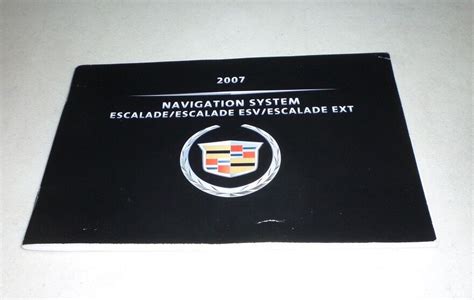 2007
NAVIGATION SYSTEM
ESCALADE/ESCALADE ESV/ESCALADE EXT